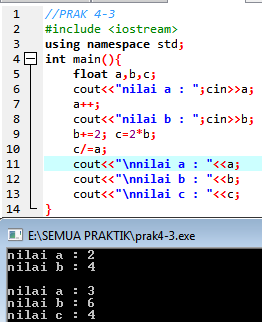 1 //PRAK 4-3
2 #include <iostream>
3 using namespace std;
4 int main(){
5 float a,b,c;
6 cout<<"nilai a : ";cin>>a;
7 a++;
8 cout<<"nilai b : ";cin>>b;
9 b+=2; c=2*b;
10 c/=a;
11 cout<<"\nnilai a : "<<a;
12 cout<<"\nnilai b : "<<b;
13 cout<<"\nnilai c : "<<c;
14 }
E:\SEMUA PRAKTIK\prak4-3.exe
nilai a : 2
nilai b : 4
nilai a : 3
nilai b : 6
nilai c : 4